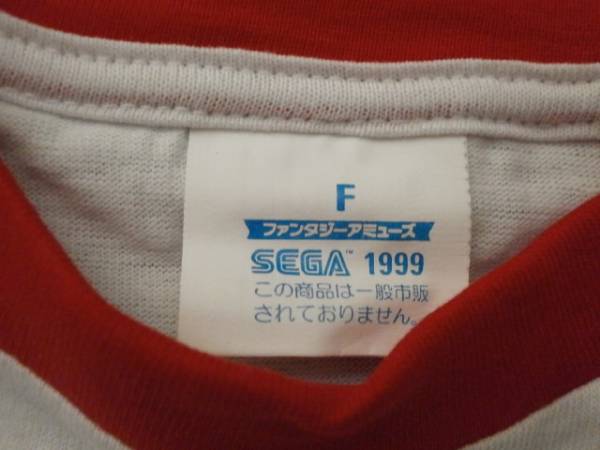 F
ファンタジーアミューズ
SEGA™ 1999
この商品は一般市販
されておりません。